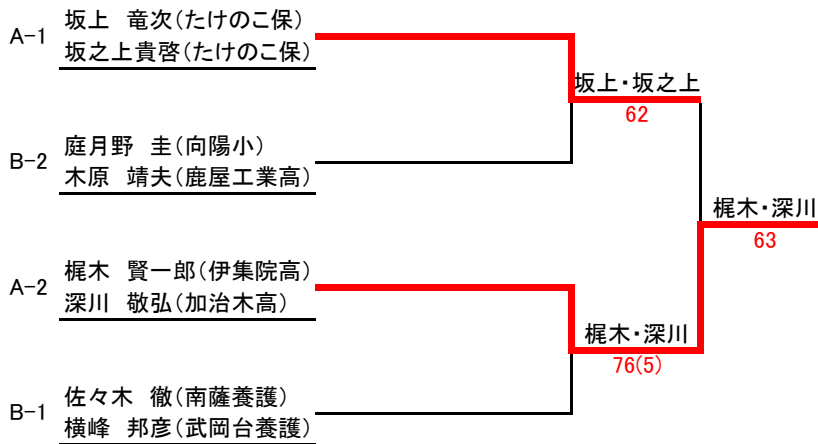 A-1
坂上 竜次(たけのこ保)
坂之上貴啓(たけのこ保)
坂上・坂之上
62
B-2
庭月野 圭(向陽小)
木原 靖夫(鹿屋工業高)
梶木・深川
63
A-2
梶木 賢一郎(伊集院高)
深川 敬弘(加治木高)
梶木・深川
76(5)
B-1
佐々木 徹(南薩養護)
横峰 邦彦(武岡台養護)